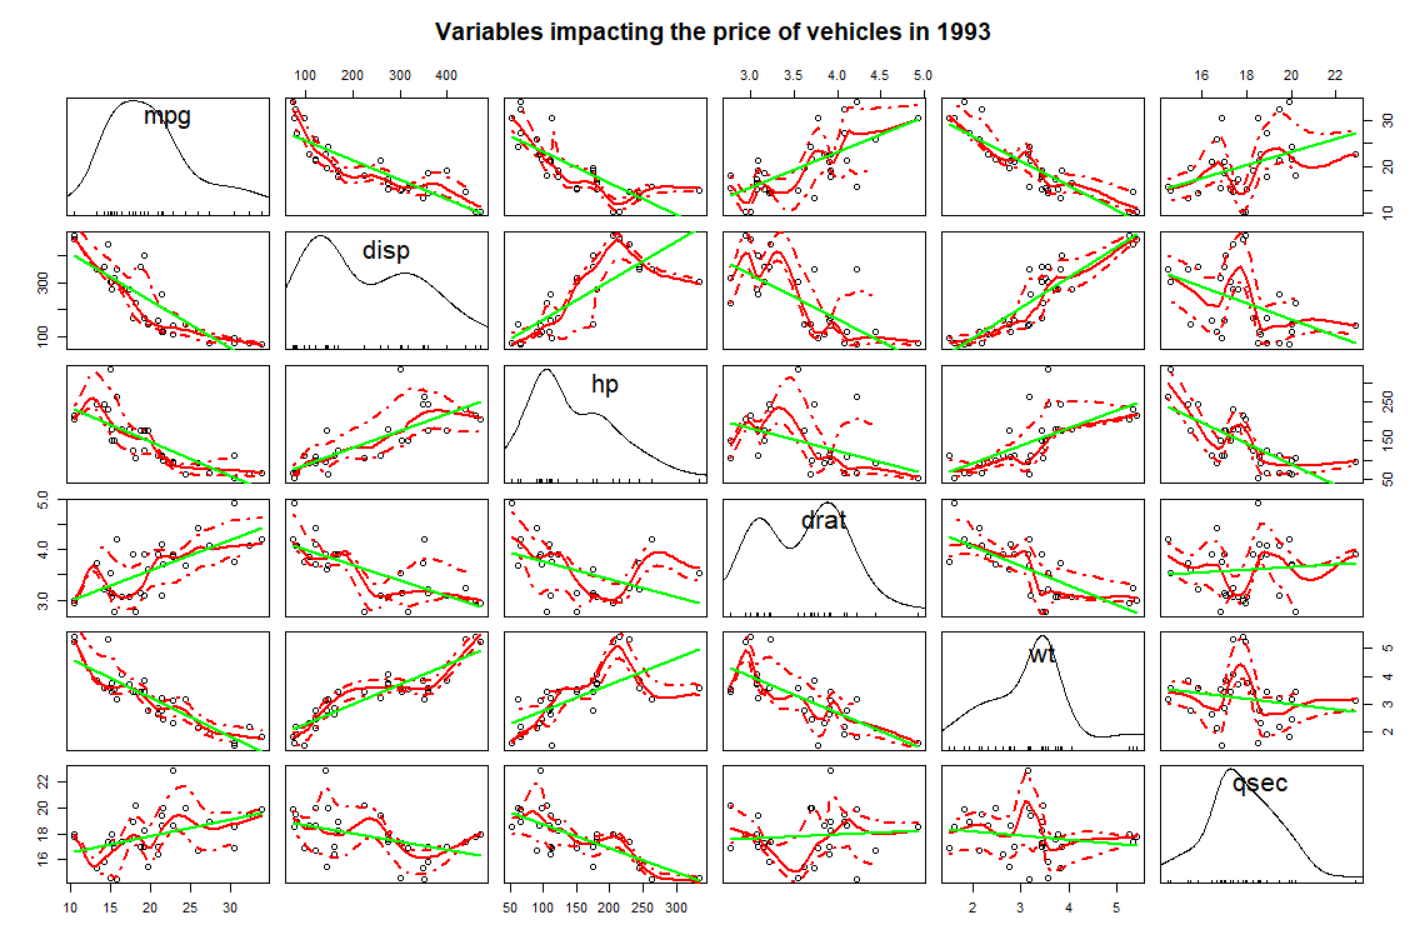 Variables impacting the price of vehicles in 1993
100 200 300 400
3.0 3.5 4.0 4.5 5.0
16 18 20 22
mpg
10 20 30
disp
100 300
hp
50 150 250
drat
3.0 4.0 5.0
wt
2 3 4 5
qsec
16 18 20 22
10 15 20 25 30
50 100 150 200 250 300
2 3 4 5